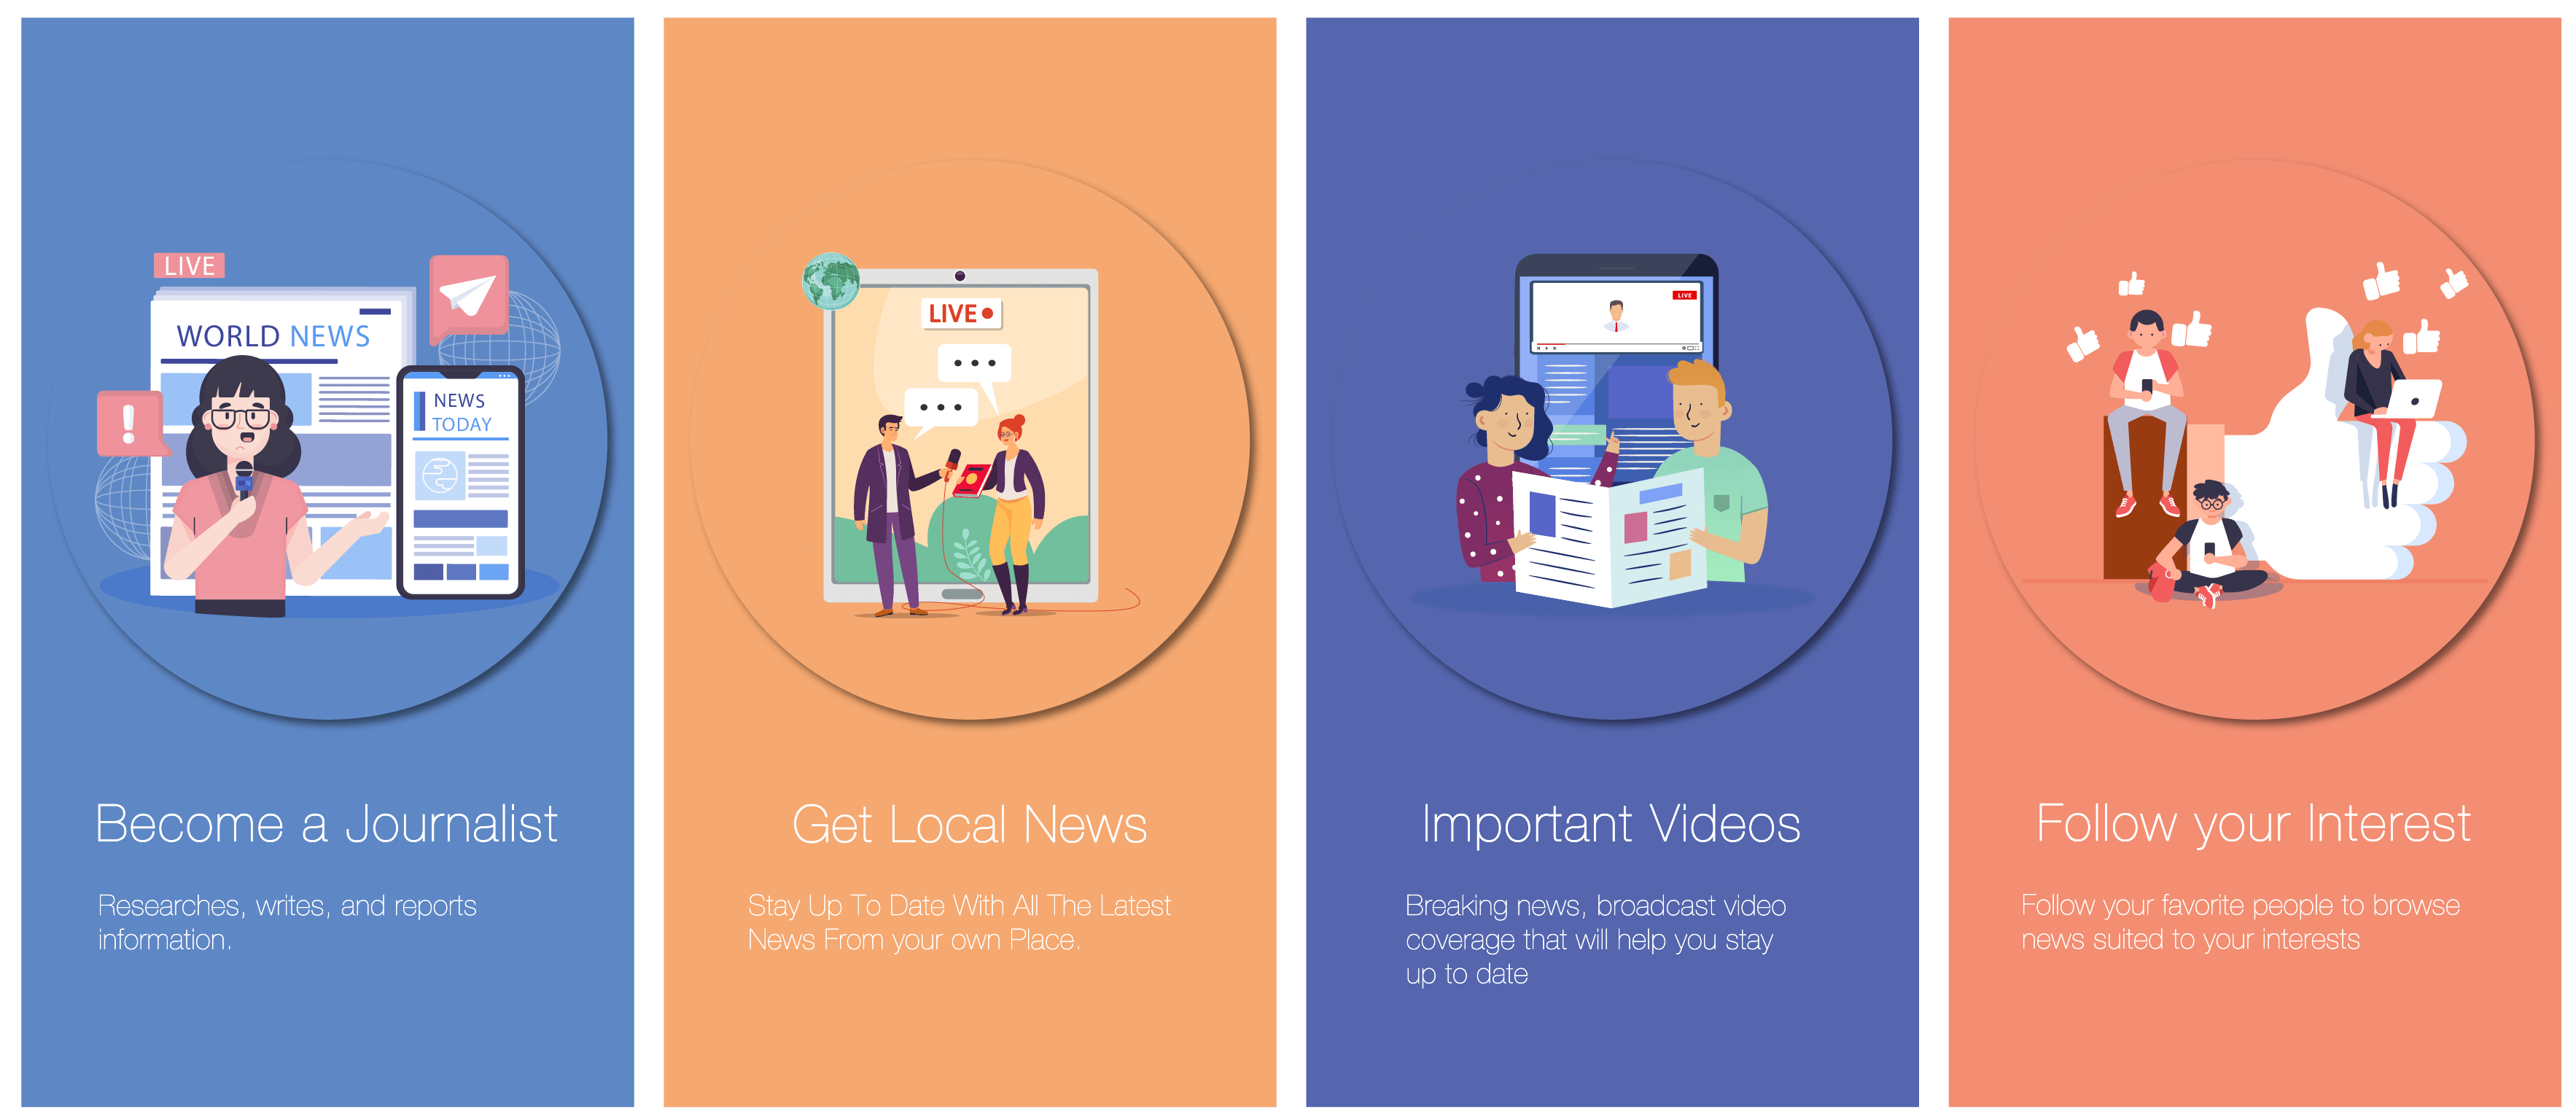 LIVE
WORLD NEWS
NEWS
TODAY
Become a Journalist
Researches, writes, and reports
information.
LIVE
Get Local News
Stay Up To Date With All The Latest
News From your own Place.
LIVE
Important Videos
Breaking news, broadcast video
coverage that will help you stay
up to date
Follow your Interest
Follow your favorite people to browse
news suited to your interests